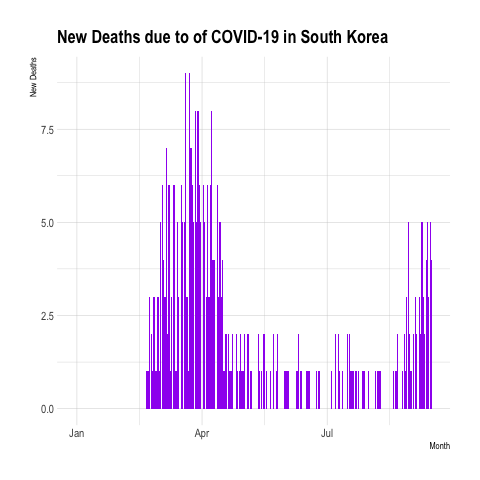 New Deaths due to of COVID-19 in South Korea
New Deaths
7.5
5.0
2.5
0.0
Jan Apr Jul
Month